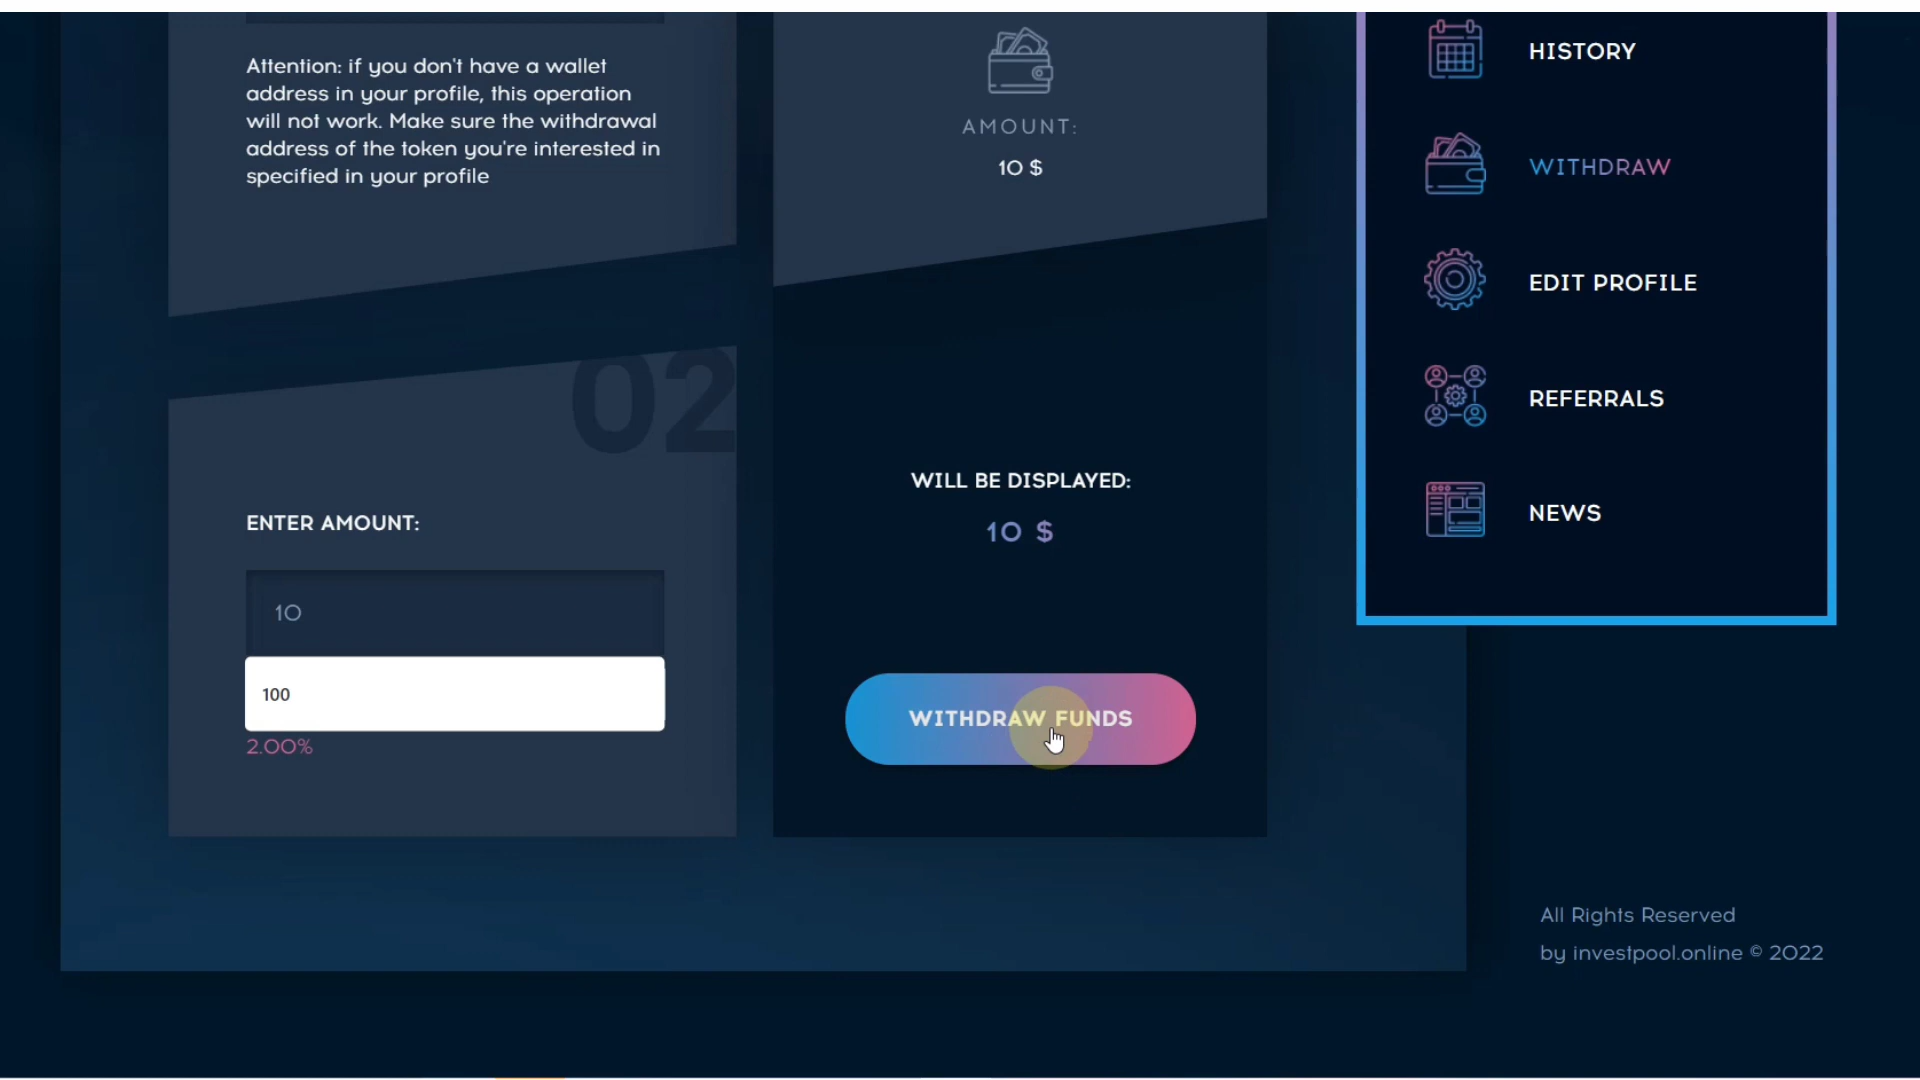 Attention: if you don't have a wallet
address in your profile, this operation
will not work. Make sure the withdrawal
address of the token you're interested in
specified in your profile
02
ENTER AMOUNT:
10
100
2.00%
AMOUNT:
10 $
WILL BE DISPLAYED:
10 $
WITHDRAW FUNDS
HISTORY
WITHDRAW
EDIT PROFILE
REFERRALS
NEWS
All Rights Reserved
by investpool.online © 2022